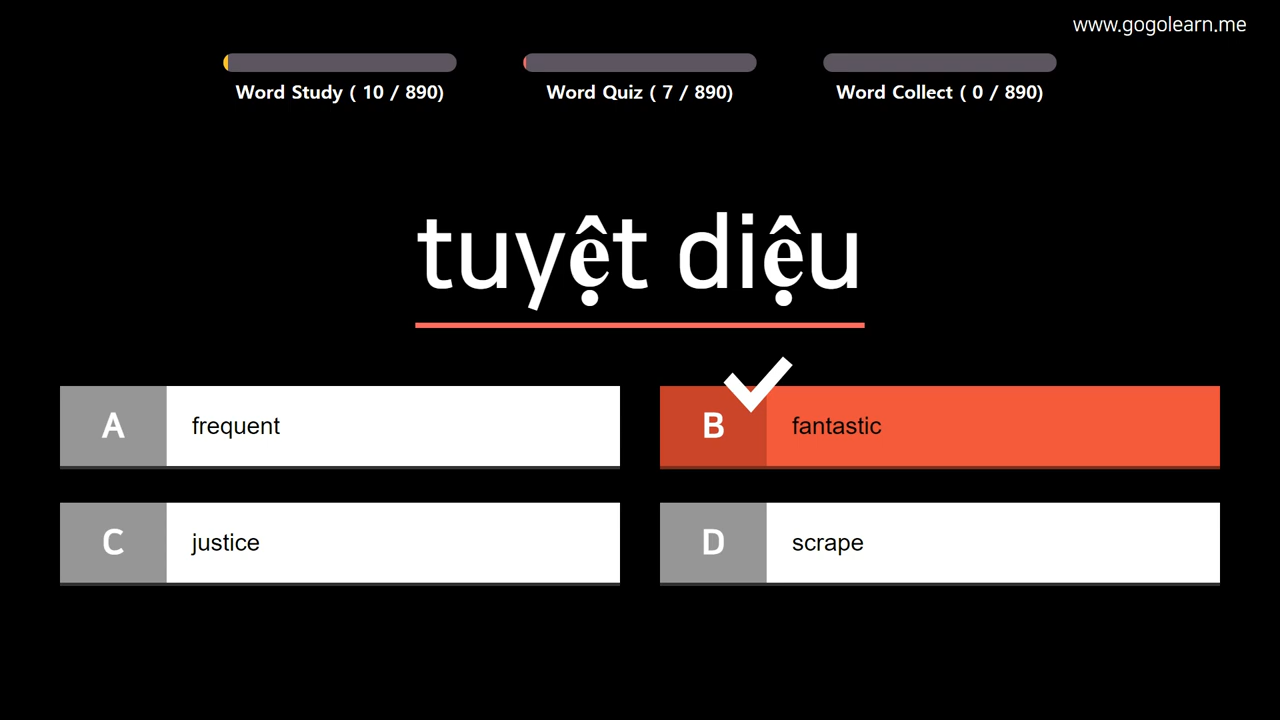 www.gogolearn.me
Word Study ( 10 / 890)
Word Quiz ( 7 / 890)
Word Collect ( 0 / 890)
tuyệt diệu
A frequent
B fantastic
C justice
D scrape